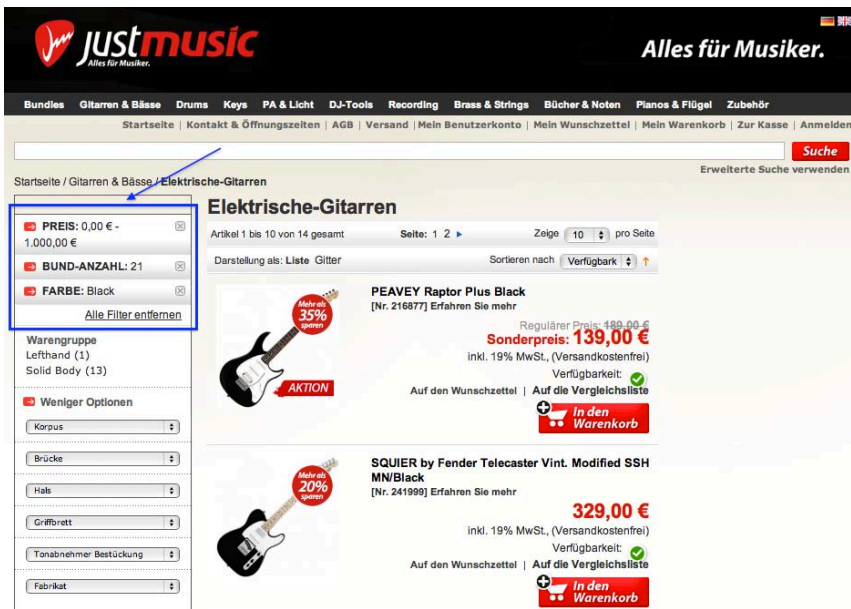 justmusic
Alles für Musiker.
Alles für Musiker.
Bundles Gitarren & Bässe Drums Keys PA & Licht DJ-Tools Recording Brass & Strings Bücher & Noten Pianos & Flügel Zubehör
Startseite | Kontakt & Öffnungszeiten | AGB | Versand | Mein Benutzerkonto | Mein Wunschzettel | Mein Warenkorb | Zur Kasse | Anmelden
Suche
Erweiterte Suche verwenden
Startseite / Gitarren & Bässe / Elektrische-Gitarren
PREIS: 0,00 € -
1.000,00 €
BUND-ANZAHL: 21
FARBE: Black
Alle Filter entfernen
Warengruppe
Lefthand (1)
Solid Body (13)
Weniger Optionen
Korpus
Brücke
Hals
Griffbrett
Tonabnehmer Bestückung
Fabrikat
Elektrische-Gitarren
Artikel 1 bis 10 von 14 gesamt Seite: 1 2 Zeige 10 pro Seite
Darstellung als: Liste Gitter Sortieren nach Verfügbark
Mehr als
35%
sparen
AKTION
PEAVEY Raptor Plus Black
[Nr. 216877] Erfahren Sie mehr
Regulärer Preis: 189,00 €
Sonderpreis: 139,00 €
inkl. 19% MwSt., (Versandkostenfrei)
Verfügbarkeit:
Auf den Wunschzettel | Auf die Vergleichsliste
In den
Warenkorb
Mehr als
20%
sparen
SQUIER by Fender Telecaster Vint. Modified SSH
MN/Black
[Nr. 241999] Erfahren Sie mehr
329,00 €
inkl. 19% MwSt., (Versandkostenfrei)
Verfügbarkeit:
Auf den Wunschzettel | Auf die Vergleichsliste
In den
Warenkorb